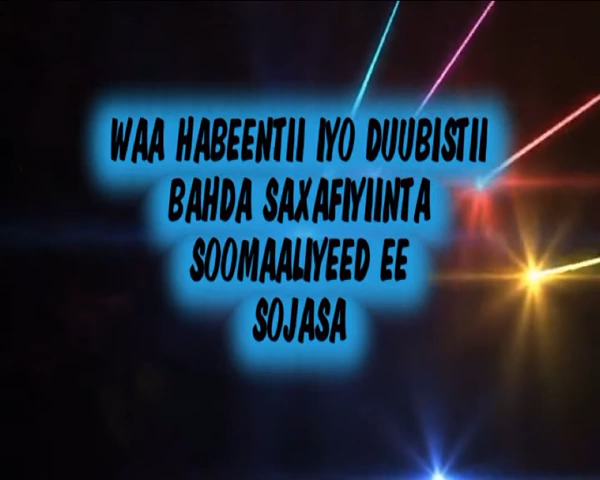 WAA HABEENTII IYO DUUBISTII
BAHDA SAXAFIYIINTA
SOOMAALIYEED EE
SOJASA